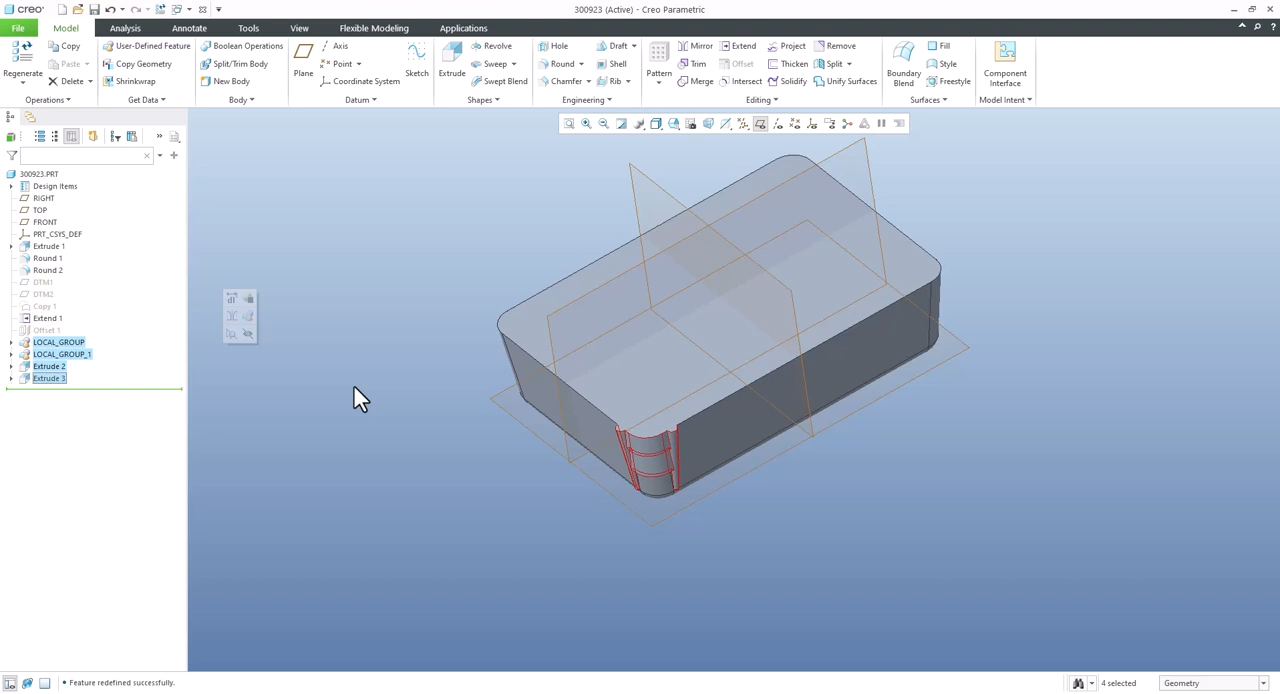 creo
300923 (Active) - Creo Parametric
File
Model
Analysis
Annotate
Tools
View
Flexible Modeling
Applications
Regenerate
Copy
Paste
Delete
Operations
User-Defined Feature
Copy Geometry
Shrinkwrap
Get Data
Boolean Operations
Split/Trim Body
New Body
Body
Plane
Axis
Point
Coordinate System
Sketch
Datum
Extrude
Revolve
Sweep
Swept Blend
Shapes
Hole
Round
Chamfer
Draft
Shell
Rib
Engineering
Pattern
Mirror
Trim
Merge
Extend
Offset
Intersect
Project
Thicken
Solidify
Remove
Split
Unify Surfaces
Editing
Boundary
Blend
Fill
Style
Freestyle
Surfaces
Component
Interface
Model Intent
300923.PRT
Design Items
RIGHT
TOP
FRONT
PRT_CSYS_DEF
Extrude 1
Round 1
Round 2
DTM1
DTM2
Copy 1
Extend 1
Offset 1
LOCAL_GROUP
LOCAL_GROUP_1
Extrude 2
Extrude 3
Feature redefined successfully.
4 selected
Geometry